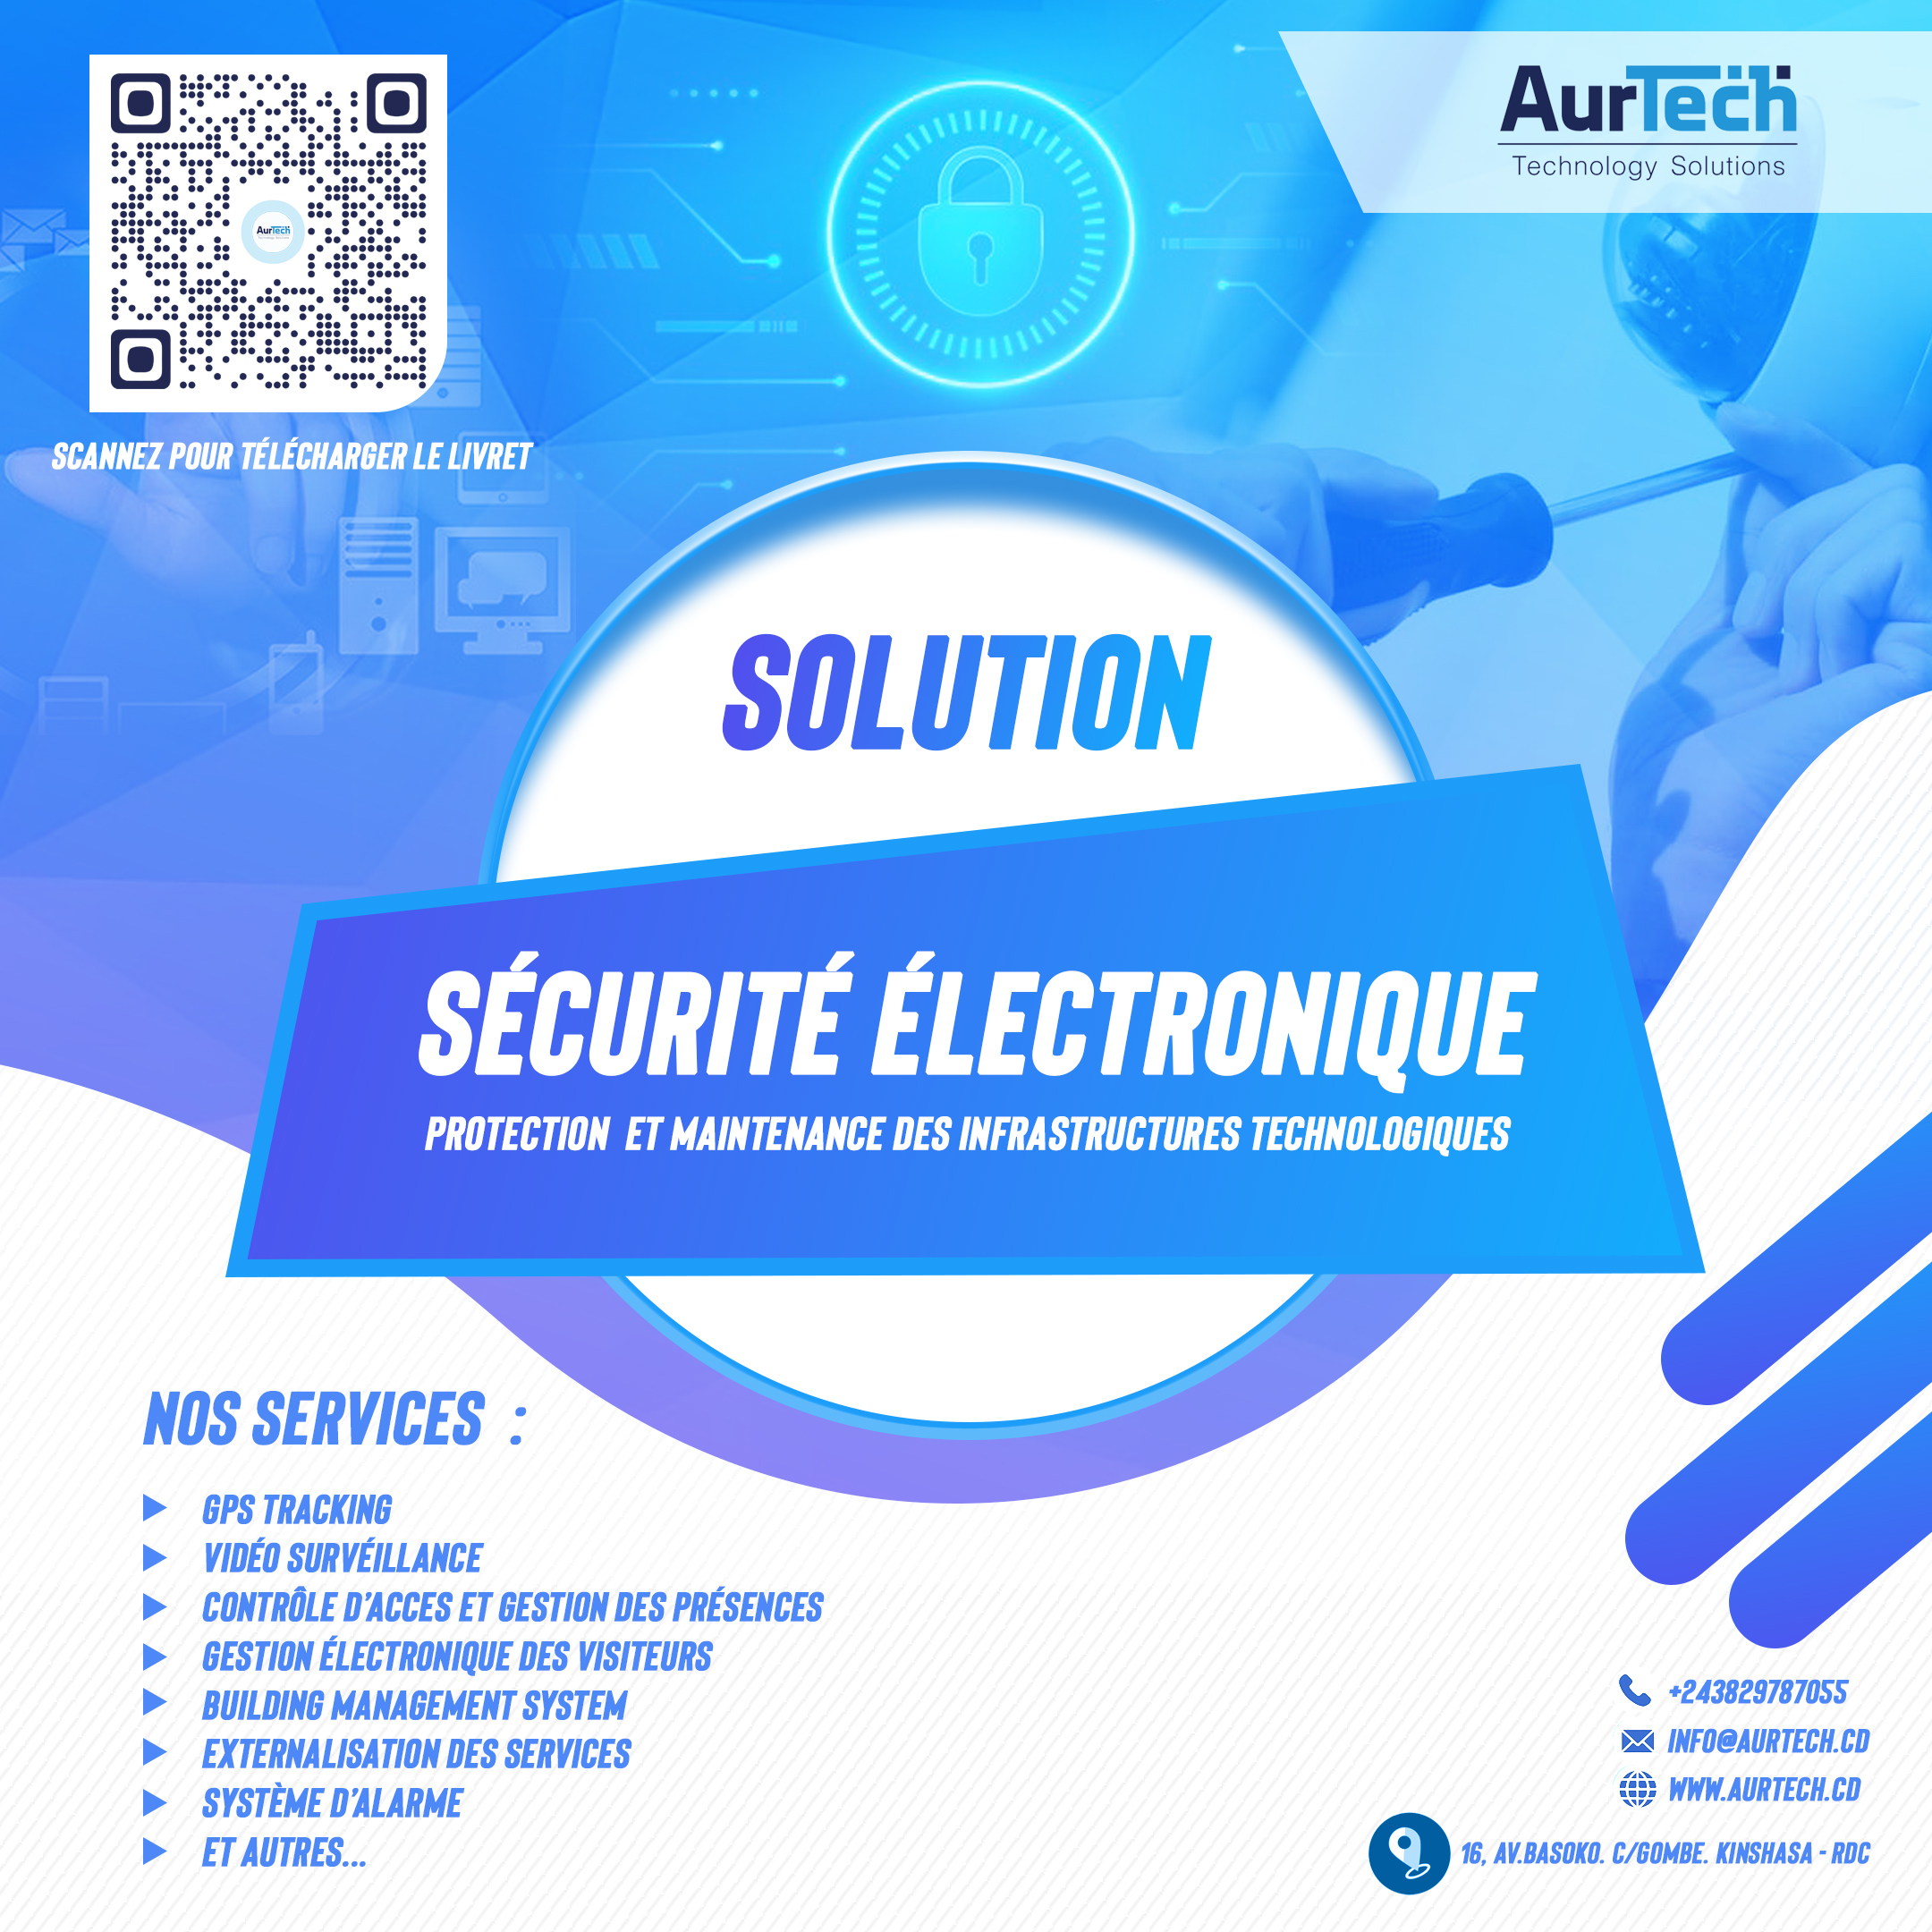 AurTech
Technology Solutions
AurTech
SCANNEZ POUR TÉLÉCHARGER LE LIVRET
SOLUTION
SÉCURITÉ ÉLECTRONIQUE
PROTECTION ET MAINTENANCE DES INFRASTRUCTURES TECHNOLOGIQUES
NOS SERVICES :
GPS TRACKING
VIDÉO SURVÉILLANCE
CONTRÔLE D'ACCES ET GESTION DES PRÉSENCES
GESTION ÉLECTRONIQUE DES VISITEURS
BUILDING MANAGEMENT SYSTEM
EXTERNALISATION DES SERVICES
SYSTÈME D'ALARME
ET AUTRES...
+243829787055
INFO@AURTECH.CD
WWW.AURTECH.CD
16, AV.BASOKO. C/GOMBE. KINSHASA - RDC